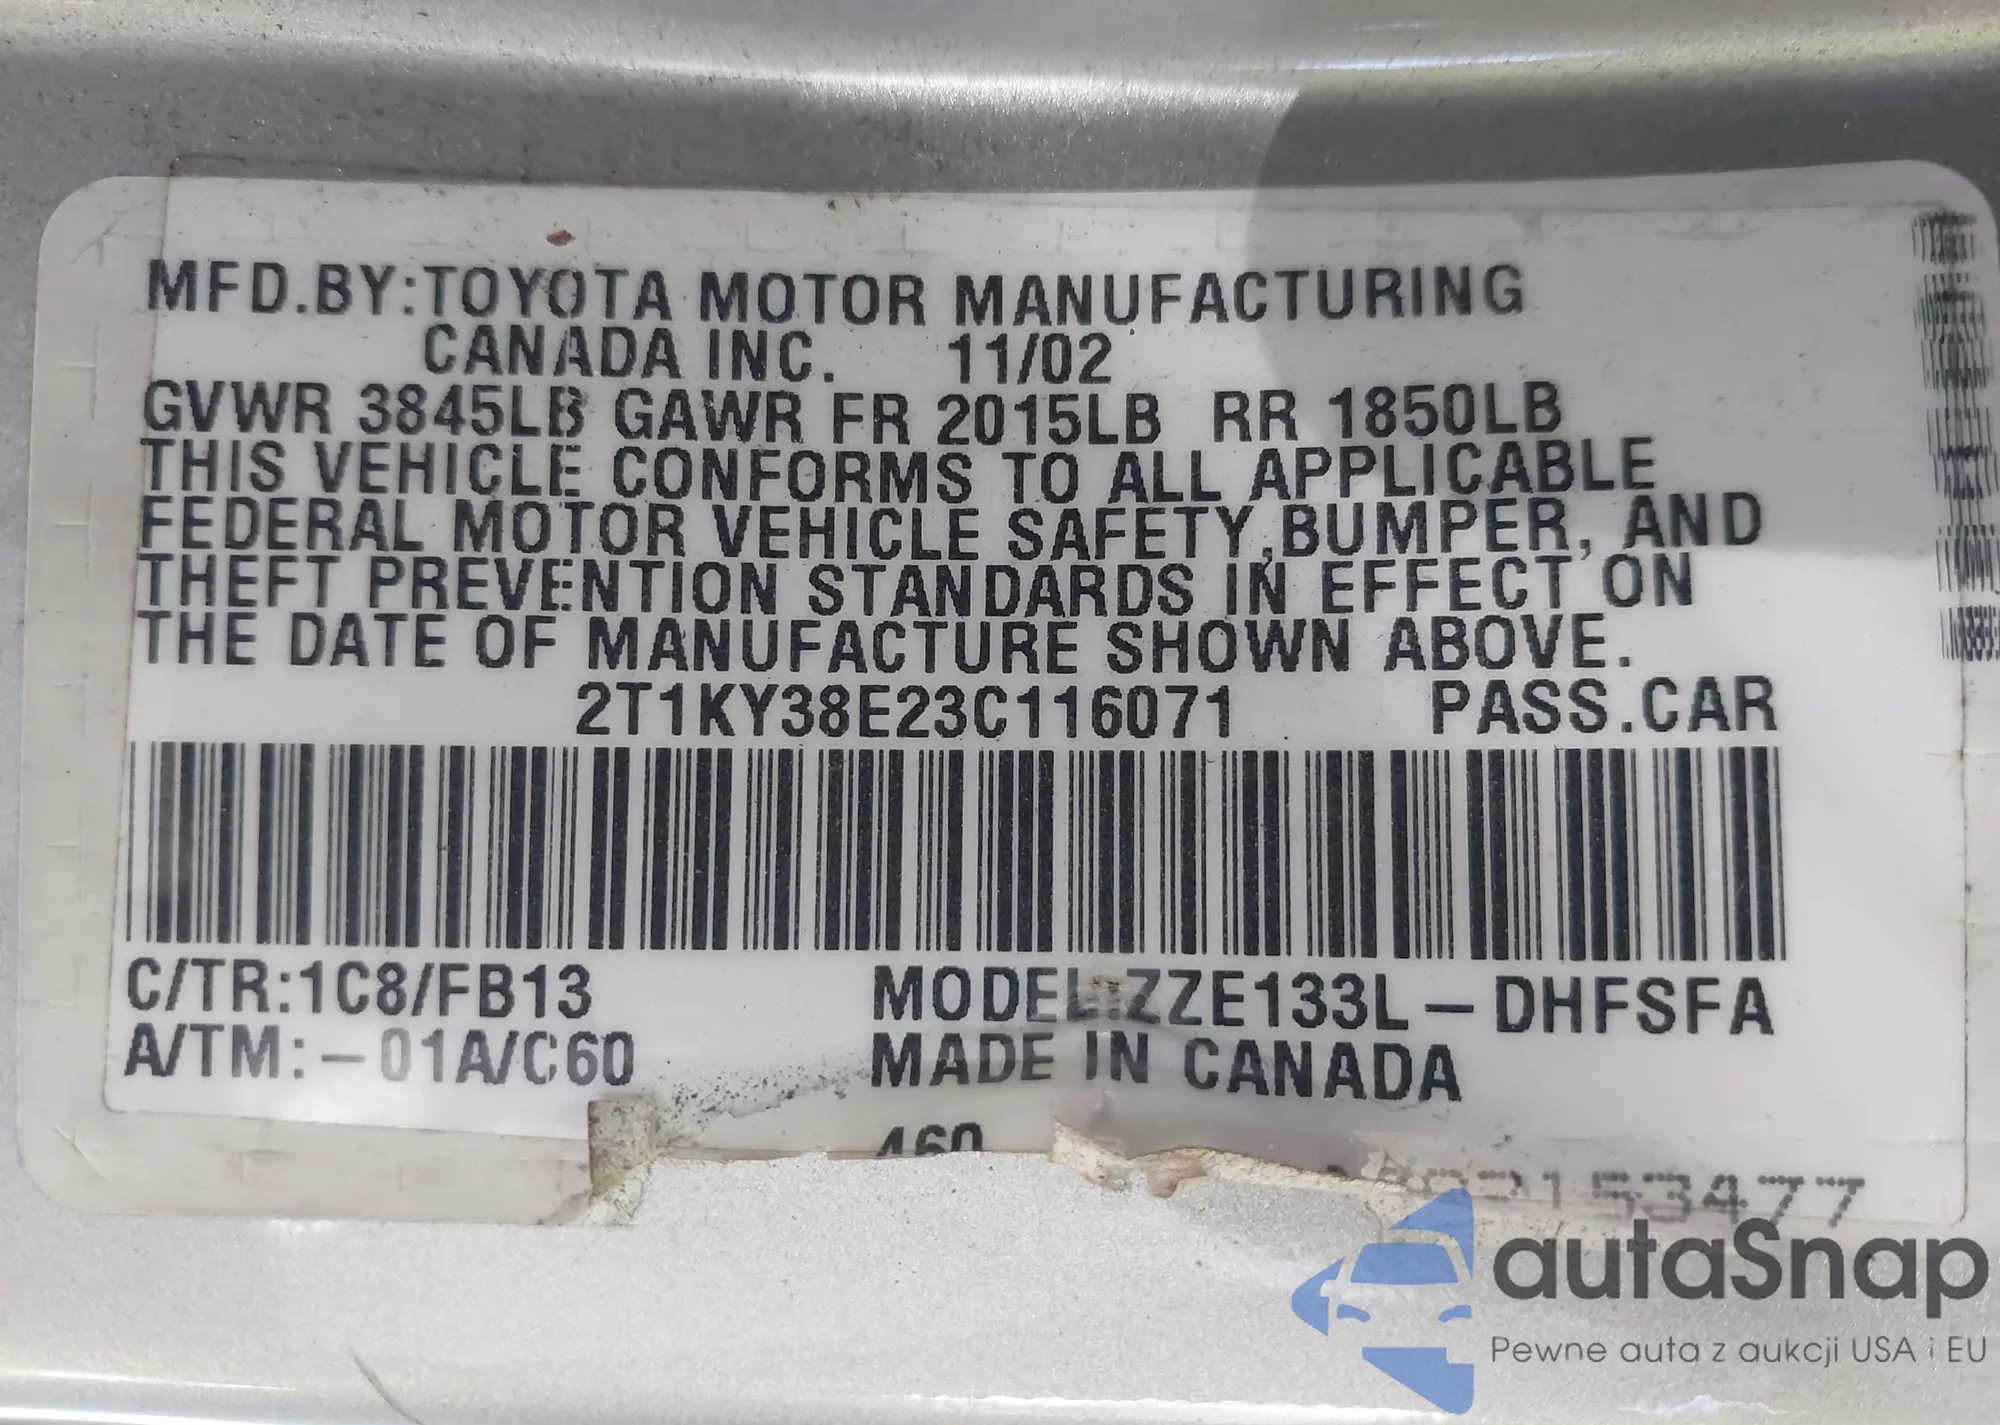 MFD.BY:TOYOTA MOTOR MANUFACTURING
CANADA INC. 11/02
GVWR 3845LB GAWR FR 2015LB RR 1850LB
THIS VEHICLE CONFORMS TO ALL APPLICABLE
FEDERAL MOTOR VEHICLE SAFETY,BUMPER, AND
THEFT PREVENTION STANDARDS IN EFFECT ON
THE DATE OF MANUFACTURE SHOWN ABOVE.
2T1KY38E23C116071 PASS.CAR
C/TR:1C8/FB13 MODEL:ZZE133L-DHFSFA
A/TM:-01A/C60 MADE IN CANADA
460
autaSnap
Pewne auta z aukcji USA i EU